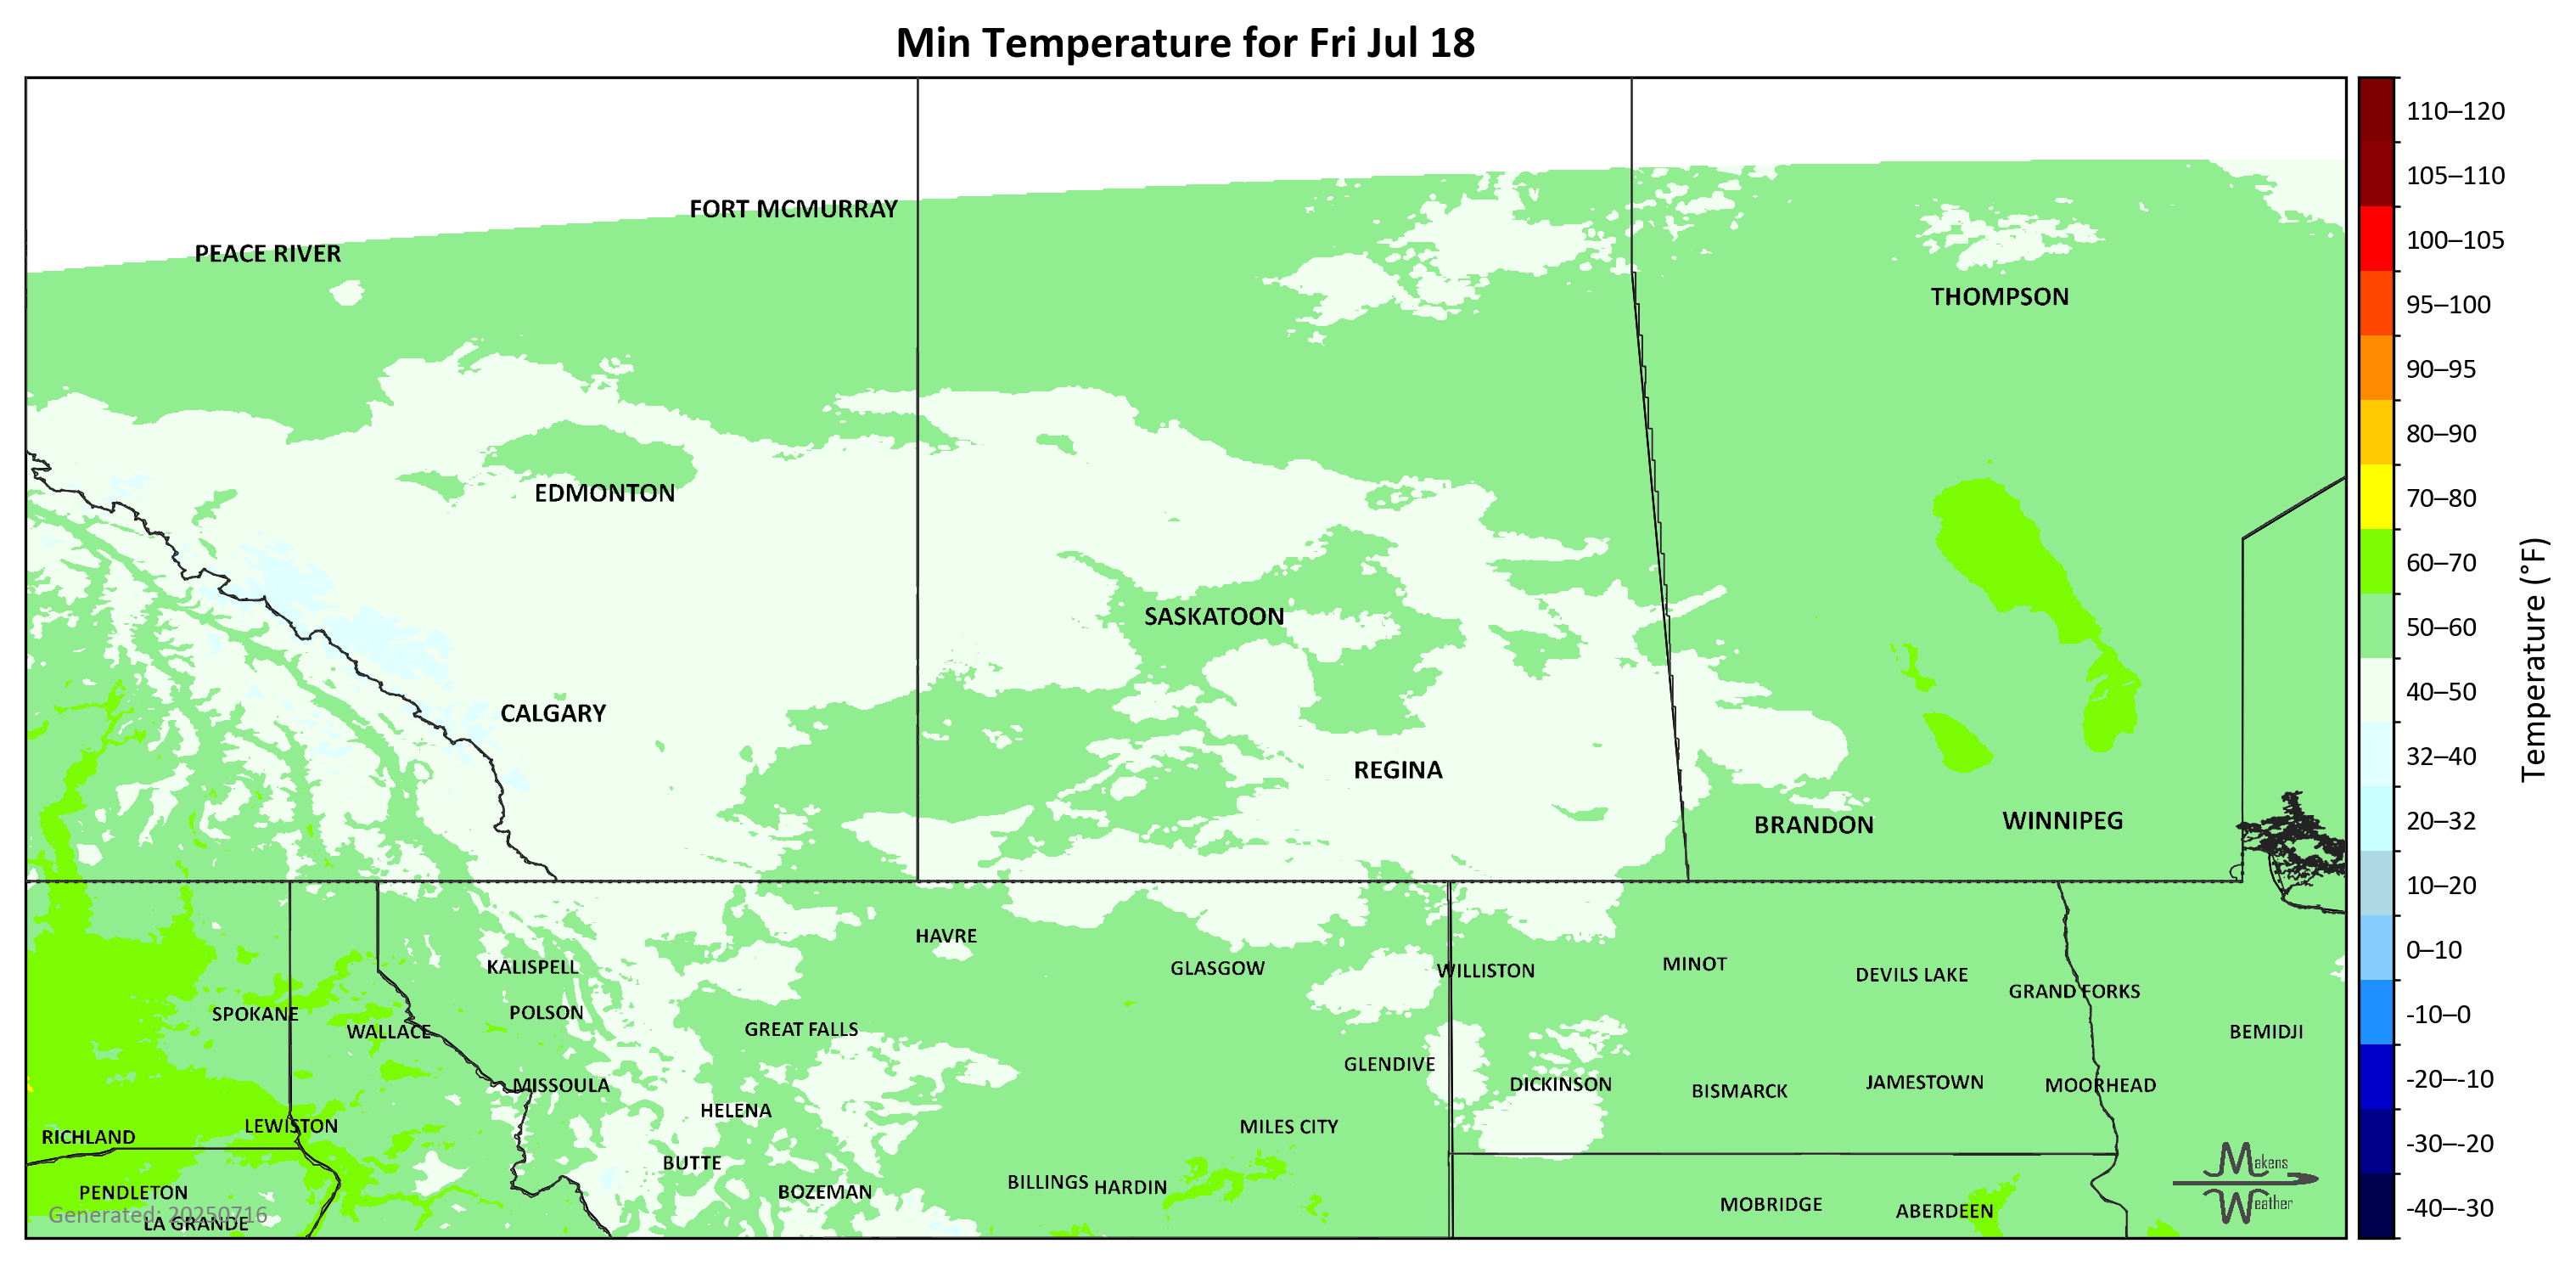 Min Temperature for Fri Jul 18
FORT MCMURRAY
PEACE RIVER
THOMPSON
EDMONTON
SASKATOON
CALGARY
REGINA
BRANDON
WINNIPEG
HAVRE
KALISPELL
GLASGOW
WILLISTON
MINOT
DEVILS LAKE
GRAND FORKS
SPOKANE
POLSON
WALLACE
GREAT FALLS
BEMIDJI
GLENDIVE
MISSOULA
DICKINSON
BISMARCK
JAMESTOWN
MOORHEAD
HELENA
LEWISTON
MILES CITY
RICHLAND
BUTTE
BILLINGS
HARDIN
PENDLETON
BOZEMAN
MOBRIDGE
ABERDEEN
Generated: 20250716
LA GRANDE
Makens
Weather
110–120
105–110
100–105
95–100
90–95
80–90
70–80
60–70
50–60
40–50
32–40
20–32
10–20
0–10
-10–0
-20–-10
-30–-20
-40–-30
Temperature (°F)